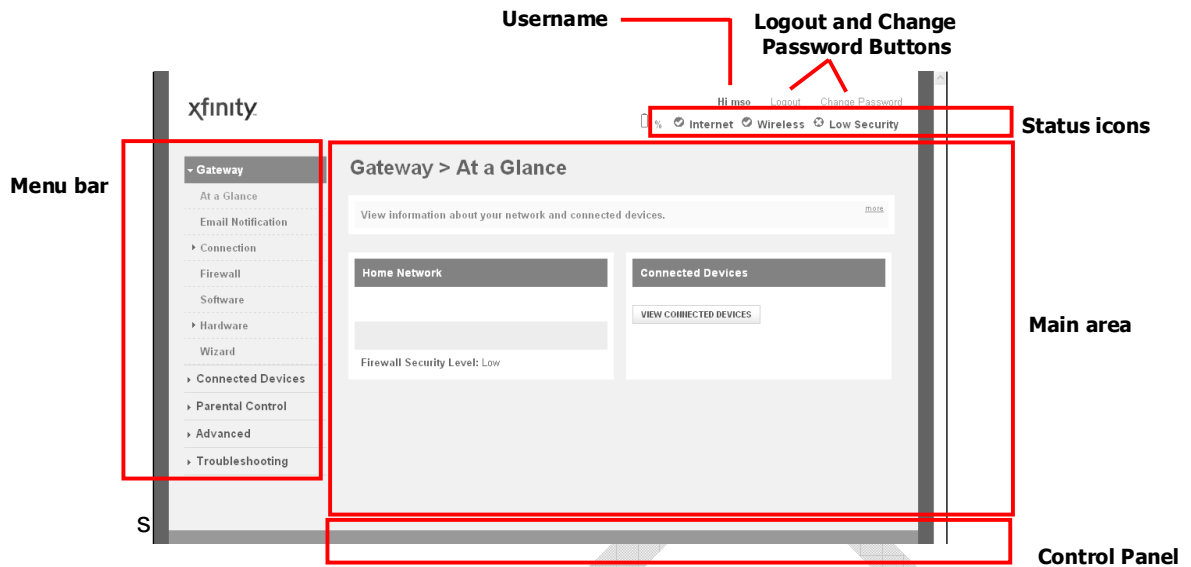 Username
Logout and Change
Password Buttons
xfinity.
Hi mso Logout Change Password
% Internet Wireless Low Security
Status icons
Menu bar
Gateway
At a Glance
Email Notification
Connection
Firewall
Software
Hardware
Wizard
Connected Devices
Parental Control
Advanced
Troubleshooting
Gateway > At a Glance
View information about your network and connected devices. more
Home Network
Firewall Security Level: Low
Connected Devices
VIEW CONNECTED DEVICES
Main area
S
Control Panel